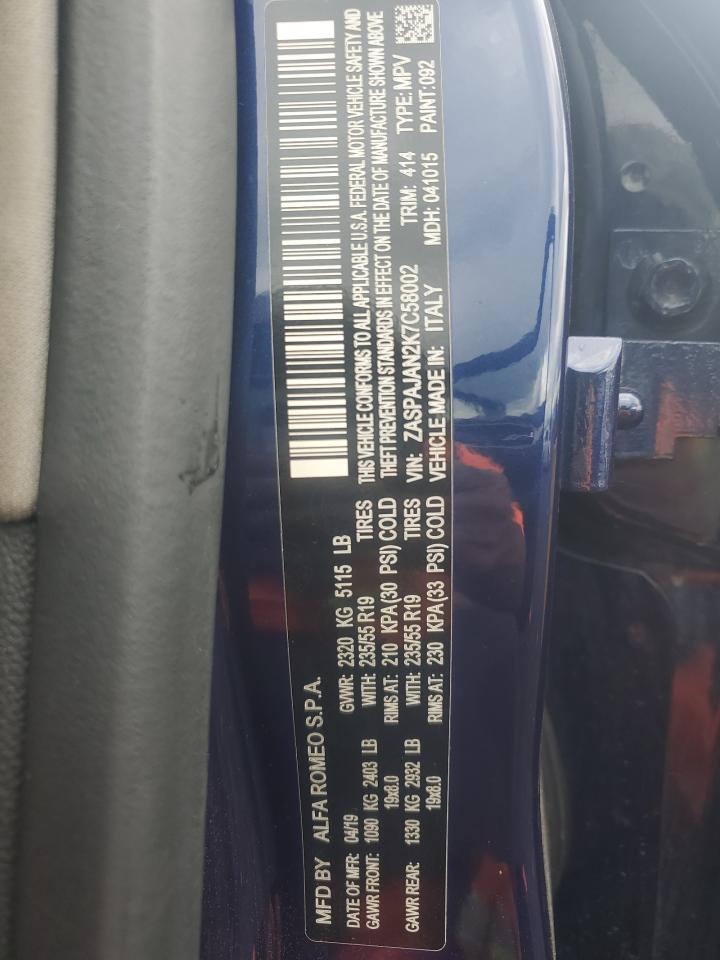 MFD BY ALFA ROMEO S.P.A.
DATE OF MFR: 04/19 GVWR: 2320 KG 5115 LB
GAWR FRONT: 1090 KG 2403 LB WITH: 235/55 R19 TIRES
19x8.0 RIMS AT: 210 KPA(30 PSI) COLD
GAWR REAR: 1330 KG 2932 LB WITH: 235/55 R19 TIRES
19x8.0 RIMS AT: 230 KPA(33 PSI) COLD
THIS VEHICLE CONFORMS TO ALL APPLICABLE U.S.A. FEDERAL MOTOR VEHICLE SAFETY AND
THEFT PREVENTION STANDARDS IN EFFECT ON THE DATE OF MANUFACTURE SHOWN ABOVE
VIN: ZASPAJAN2K7C58002 TRIM: 414 TYPE: MPV
VEHICLE MADE IN: ITALY MDH: 041015 PAINT: 092